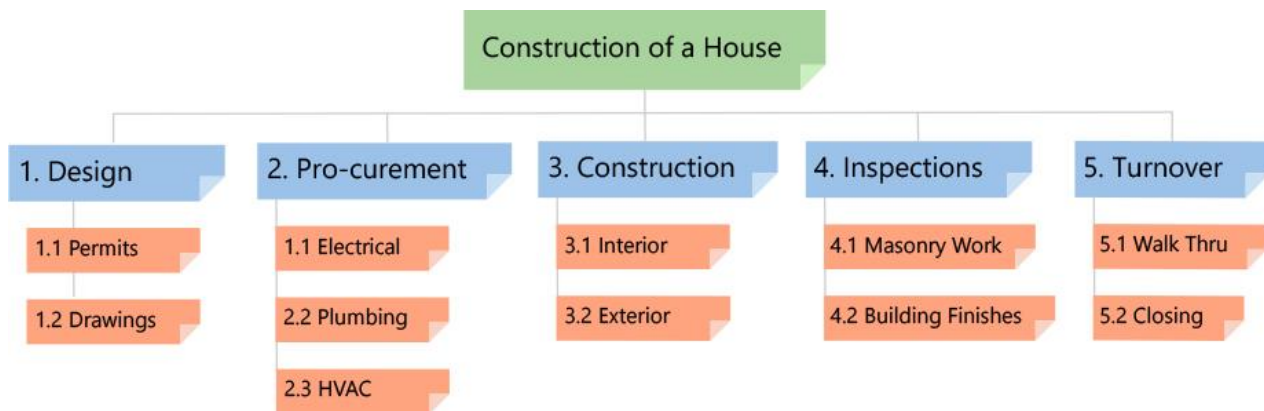 Construction of a House
1. Design
2. Pro-curement
3. Construction
4. Inspections
5. Turnover
1.1 Permits
1.1 Electrical
3.1 Interior
4.1 Masonry Work
5.1 Walk Thru
1.2 Drawings
2.2 Plumbing
3.2 Exterior
4.2 Building Finishes
5.2 Closing
2.3 HVAC